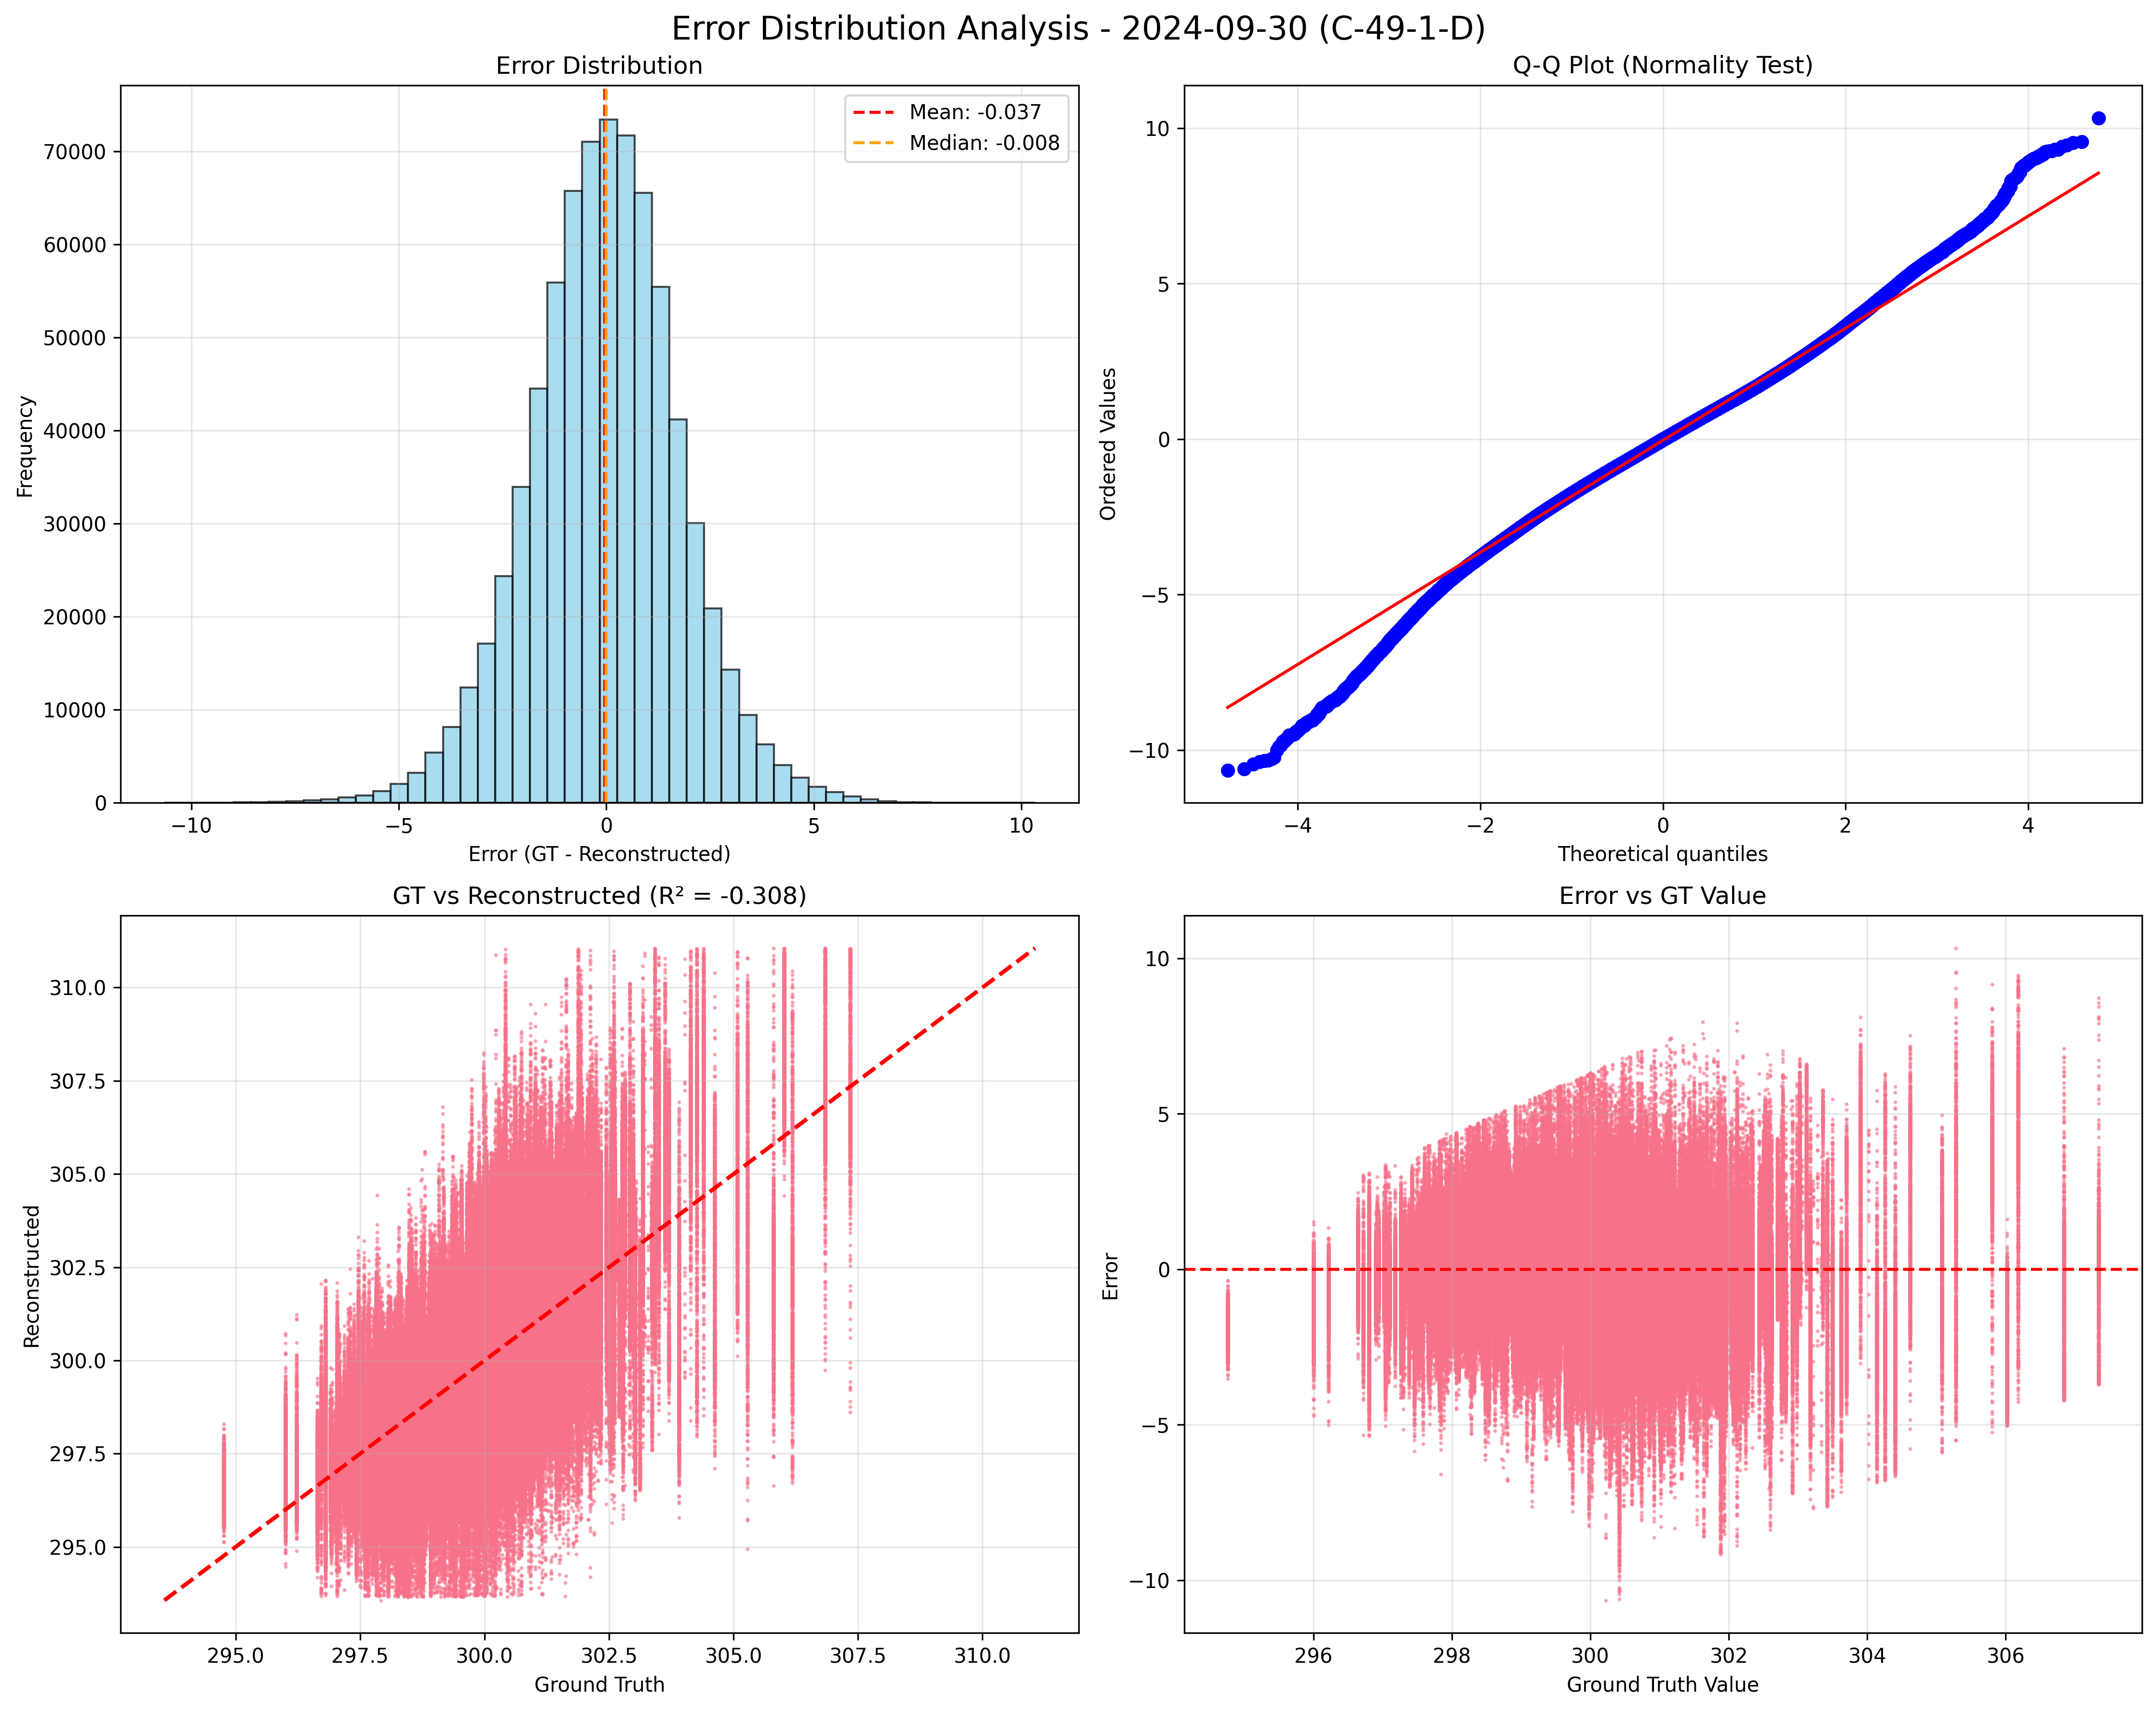 Error Distribution Analysis - 2024-09-30 (C-49-1-D)
Error Distribution
Mean: -0.037
Median: -0.008
Frequency
70000
60000
50000
40000
30000
20000
10000
0
−10 −5 0 5 10
Error (GT - Reconstructed)
Q-Q Plot (Normality Test)
Ordered Values
10
5
0
−5
−10
−4 −2 0 2 4
Theoretical quantiles
GT vs Reconstructed (R² = -0.308)
Reconstructed
310.0
307.5
305.0
302.5
300.0
297.5
295.0
295.0 297.5 300.0 302.5 305.0 307.5 310.0
Ground Truth
Error vs GT Value
Error
10
5
0
−5
−10
296 298 300 302 304 306
Ground Truth Value